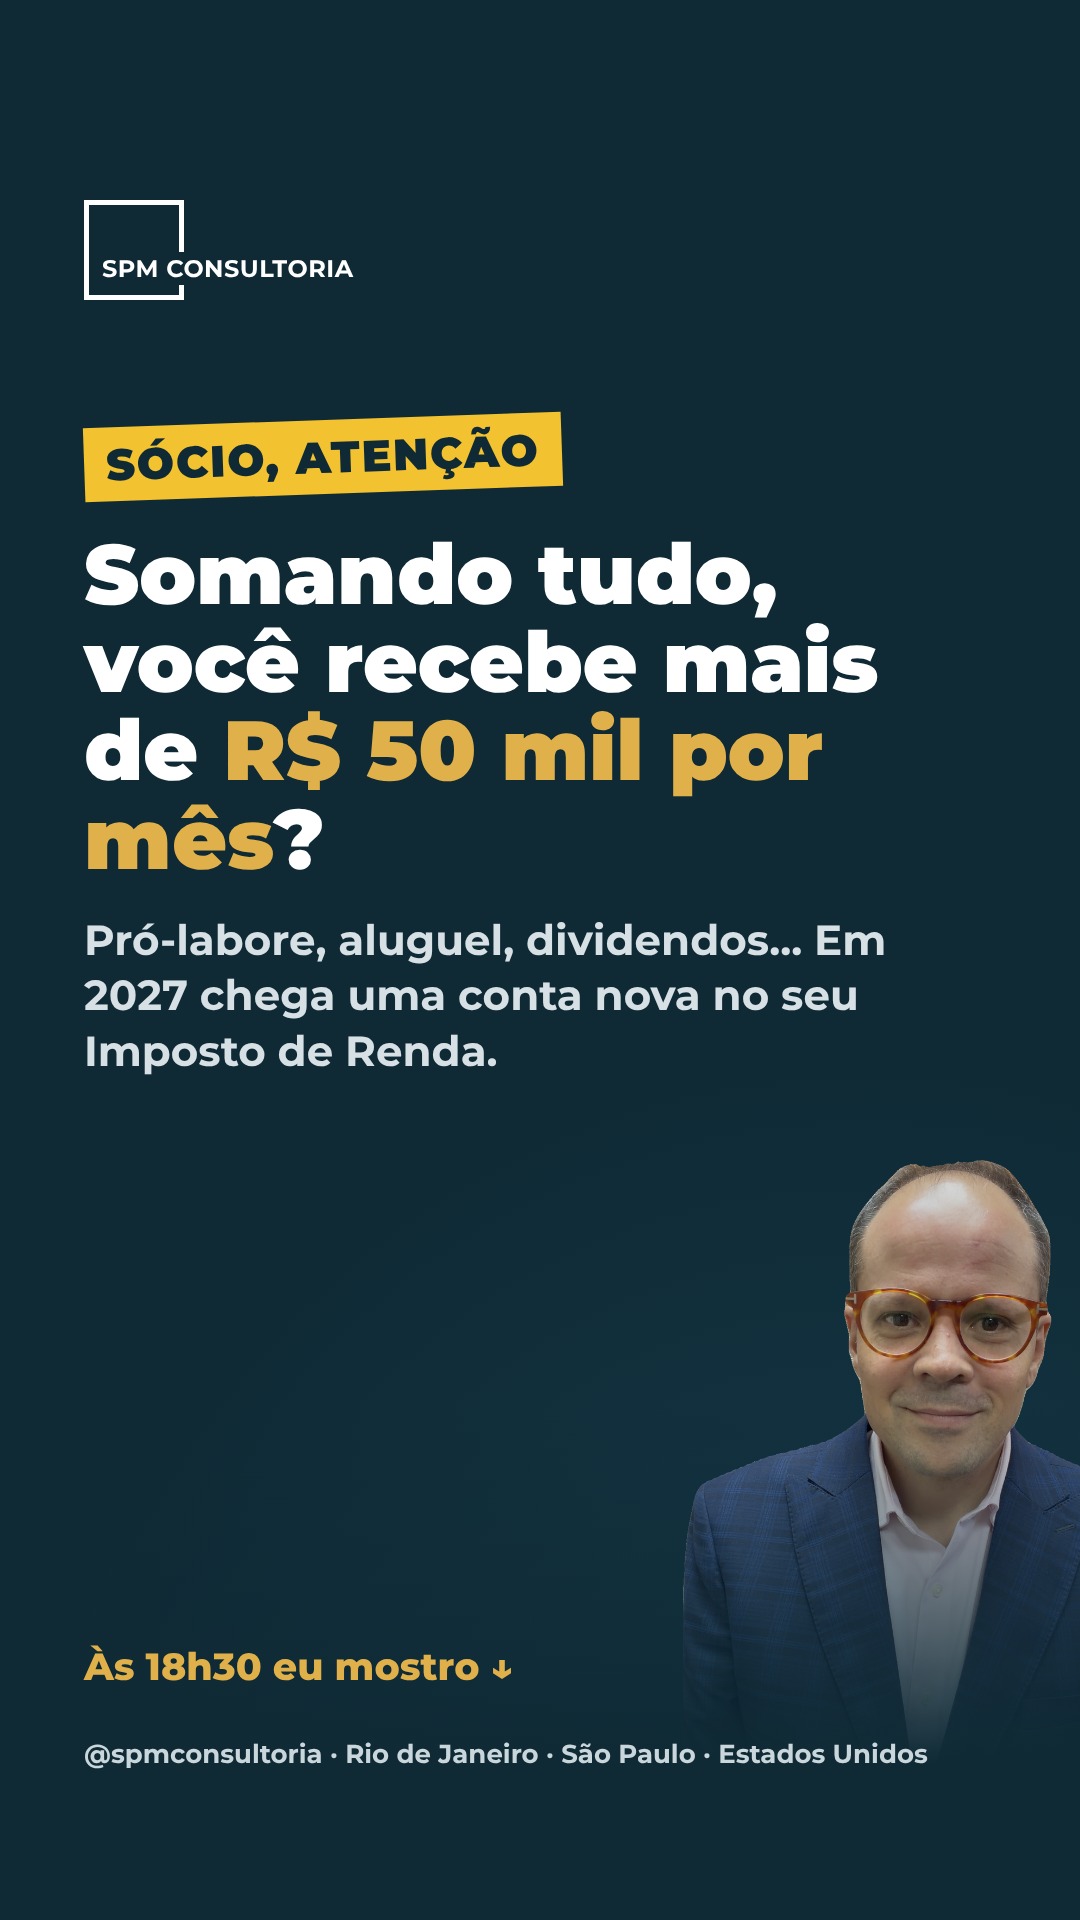 SPM CONSULTORIA
SÓCIO, ATENÇÃO
Somando tudo,
você recebe mais
de R$ 50 mil por
mês?
Pró-labore, aluguel, dividendos... Em
2027 chega uma conta nova no seu
Imposto de Renda.
Às 18h30 eu mostro ↓
@spmconsultoria · Rio de Janeiro · São Paulo · Estados Unidos